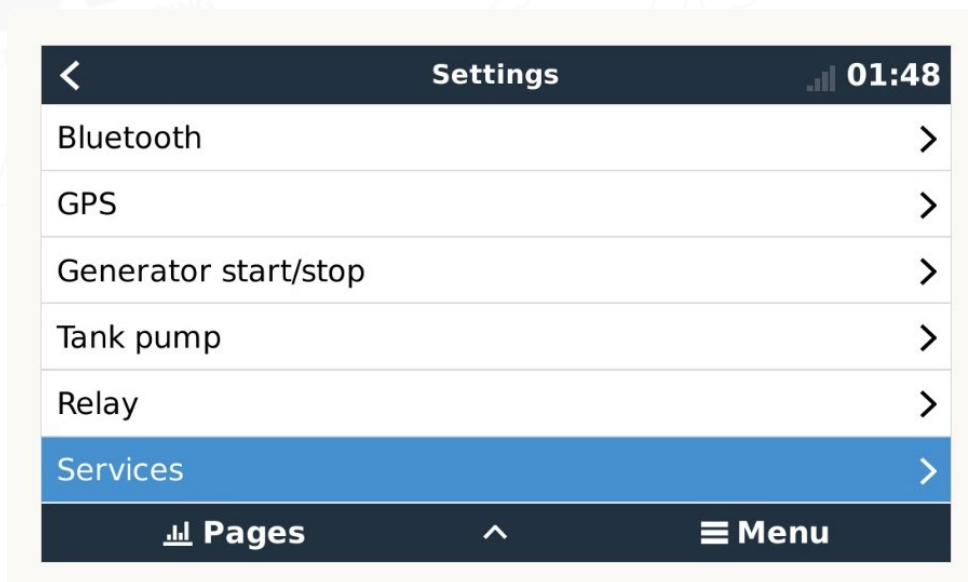 Settings 01:48
Bluetooth
GPS
Generator start/stop
Tank pump
Relay
Services
Pages Menu